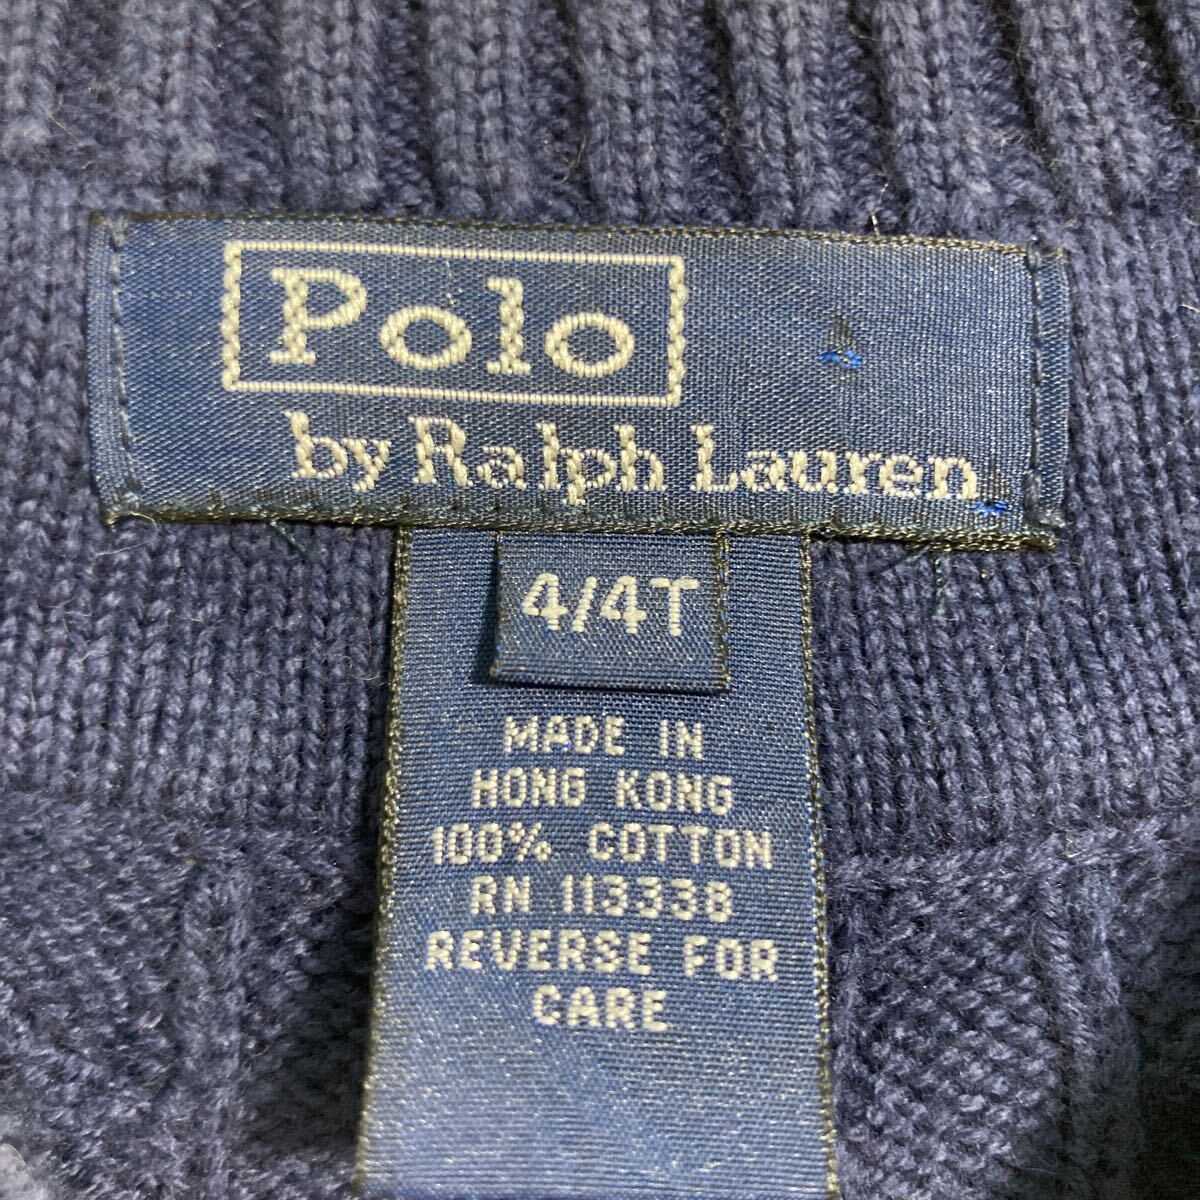 Polo
by Ralph Lauren
4/4T
MADE IN
HONG KONG
100% COTTON
RN 113338
REVERSE FOR
CARE